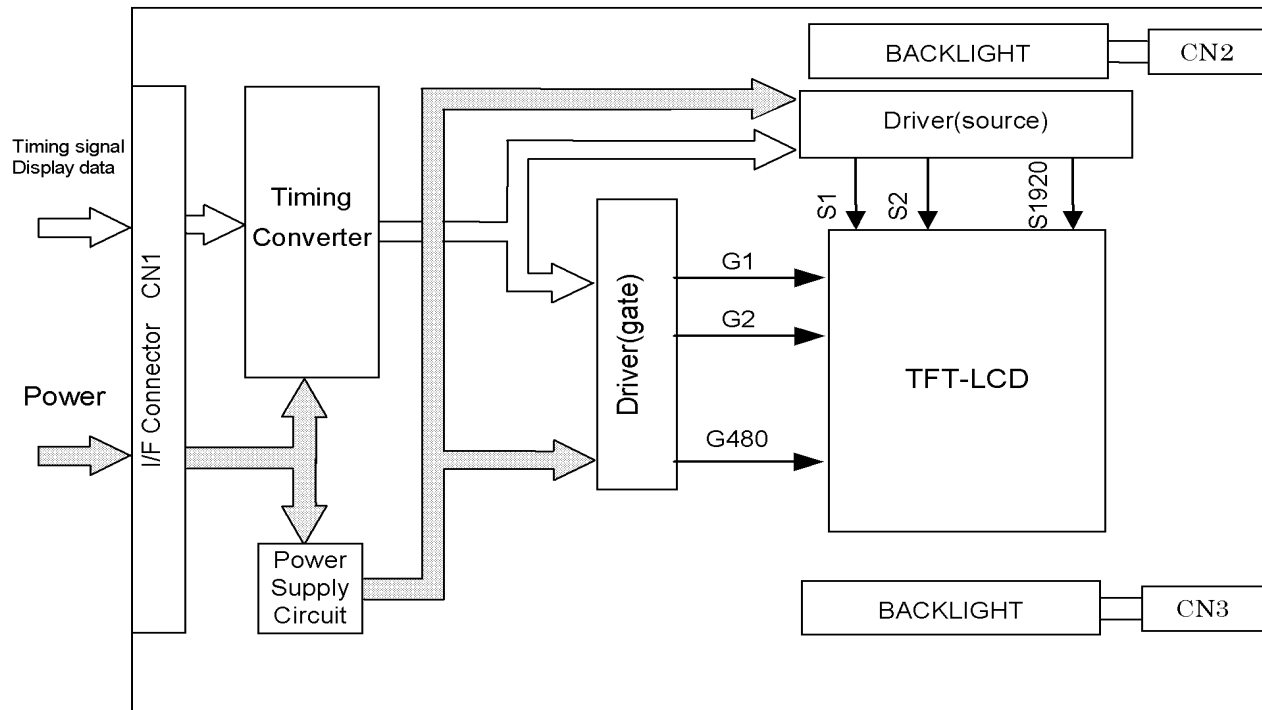 BACKLIGHT
CN2
Timing signal
Display data
Driver(source)
Timing
Converter
S1
S2
S1920
I/F Connector CN1
G1
Driver(gate)
G2
TFT-LCD
Power
G480
Power
Supply
Circuit
BACKLIGHT
CN3